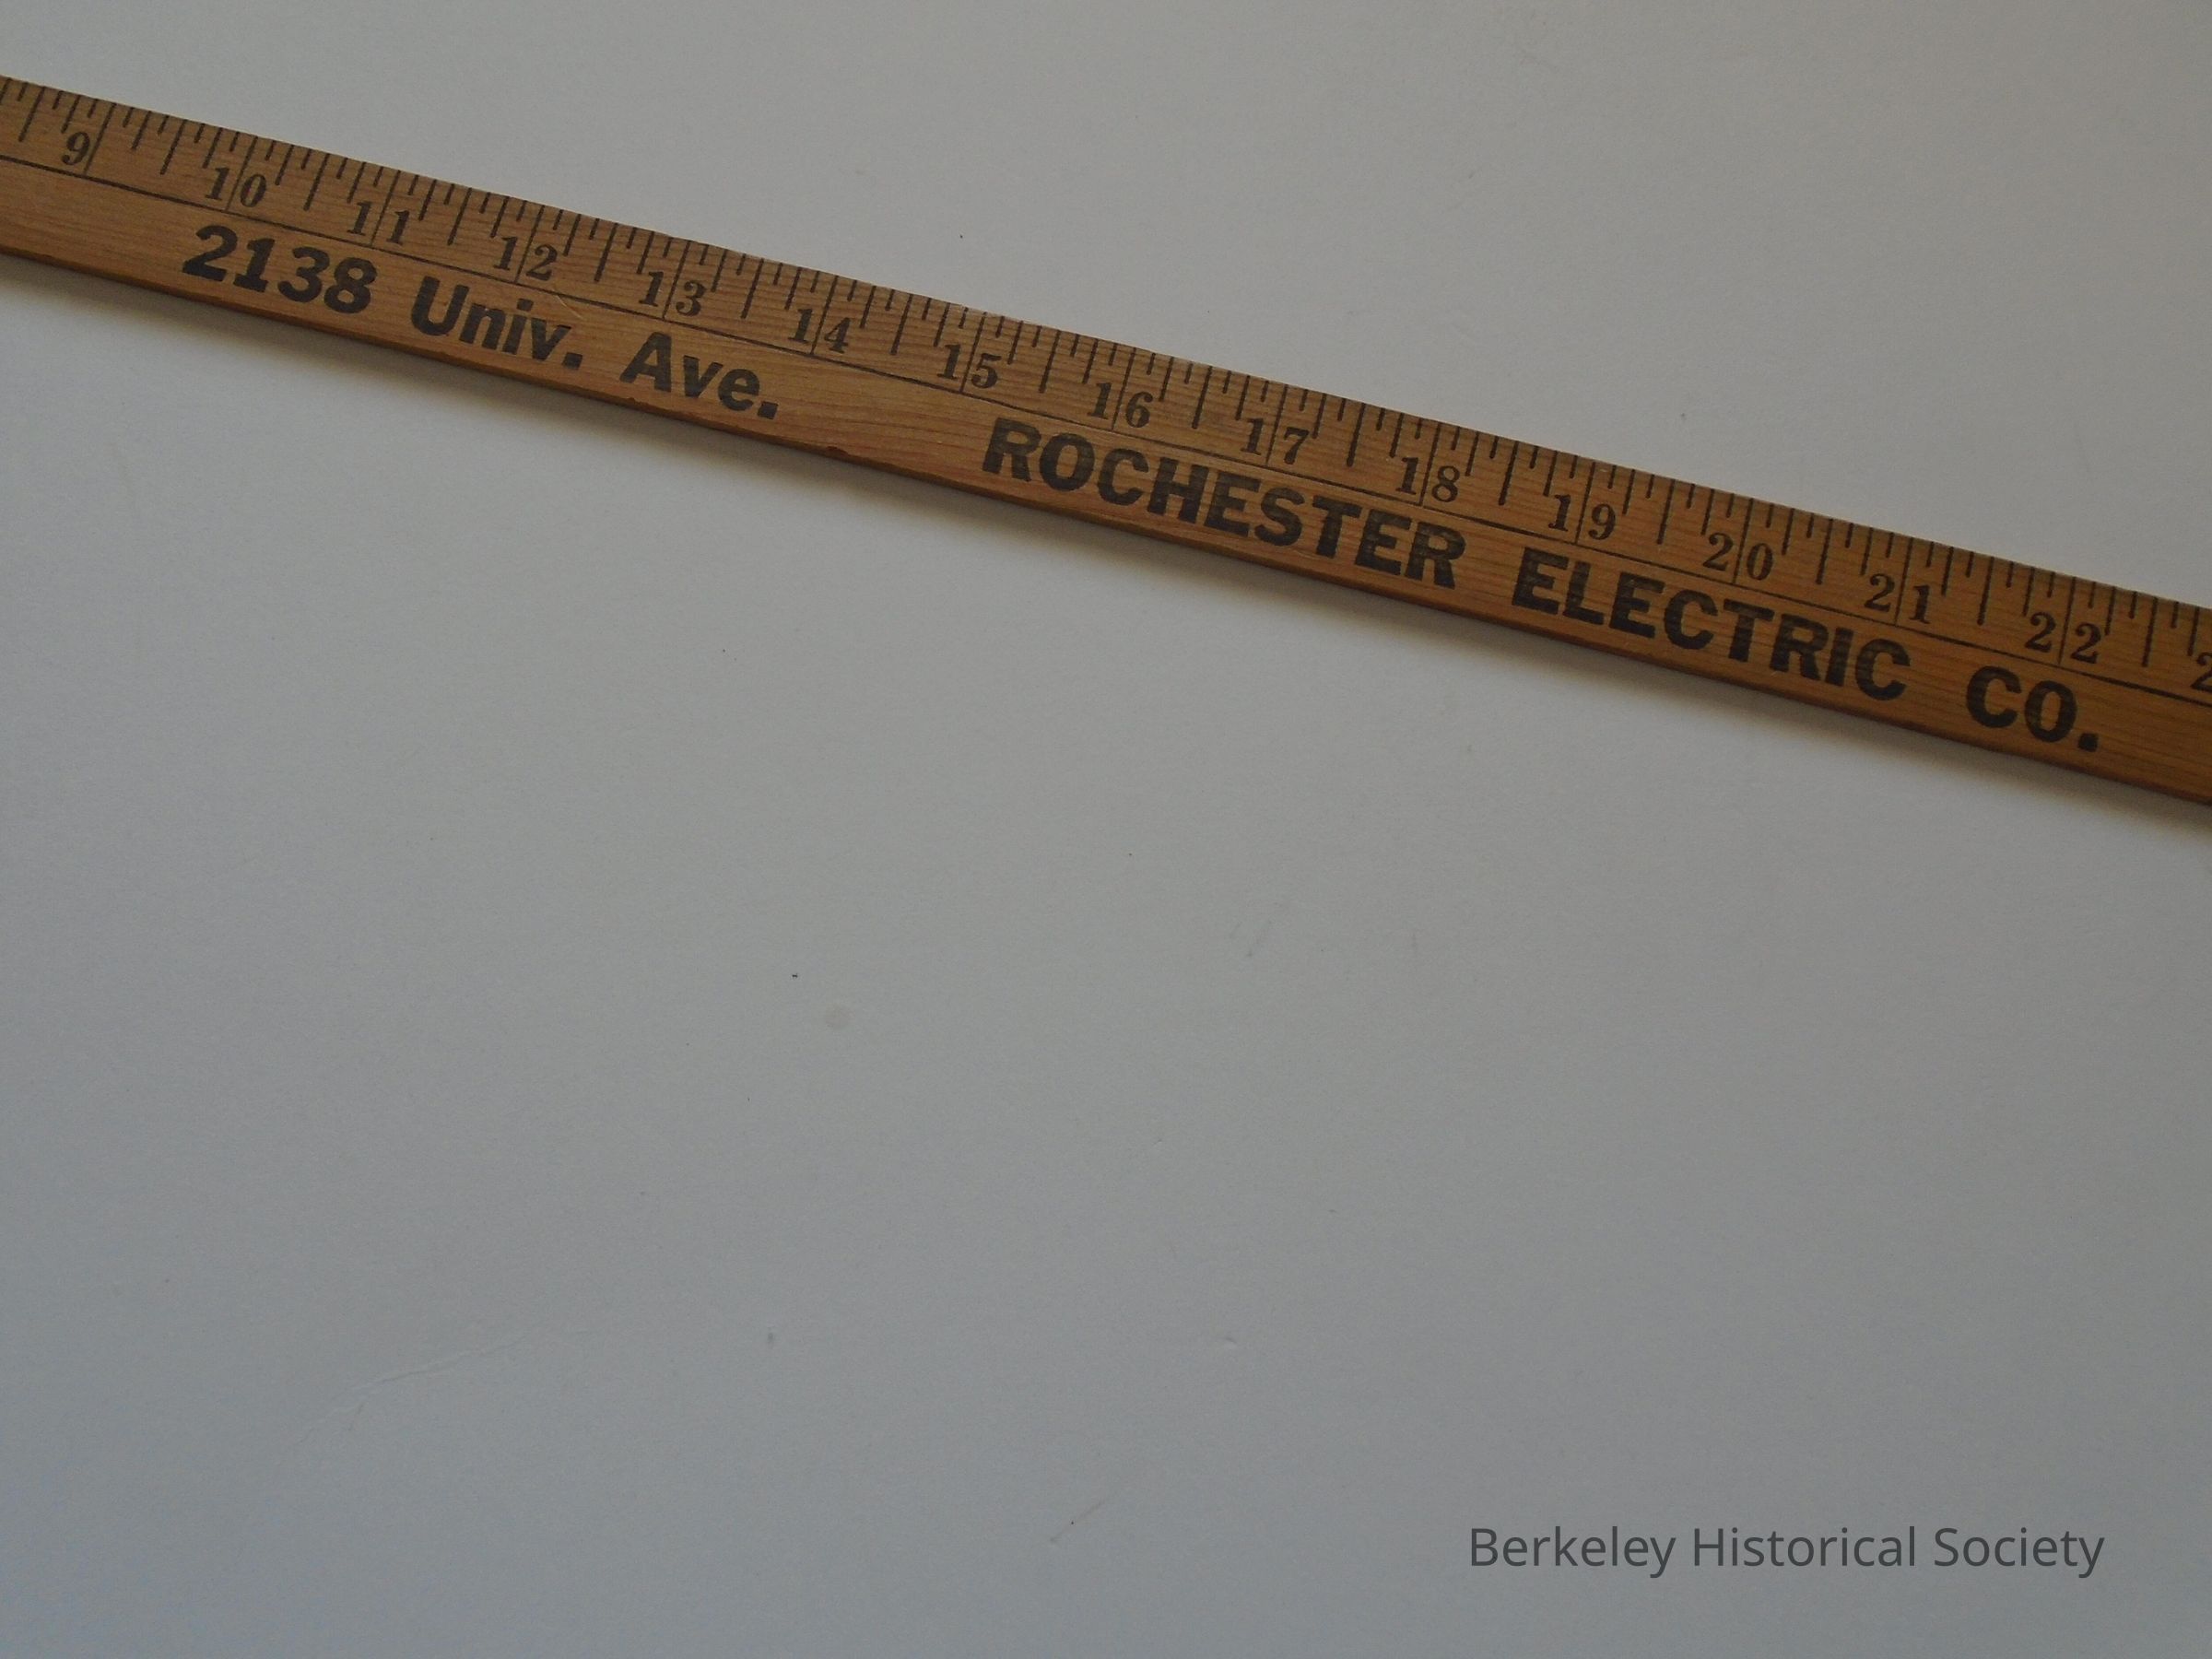 9 10 11 12 13 14 15 16 17 18 19 20 21 22 2
2138 Univ. Ave. ROCHESTER ELECTRIC CO.
Berkeley Historical Society